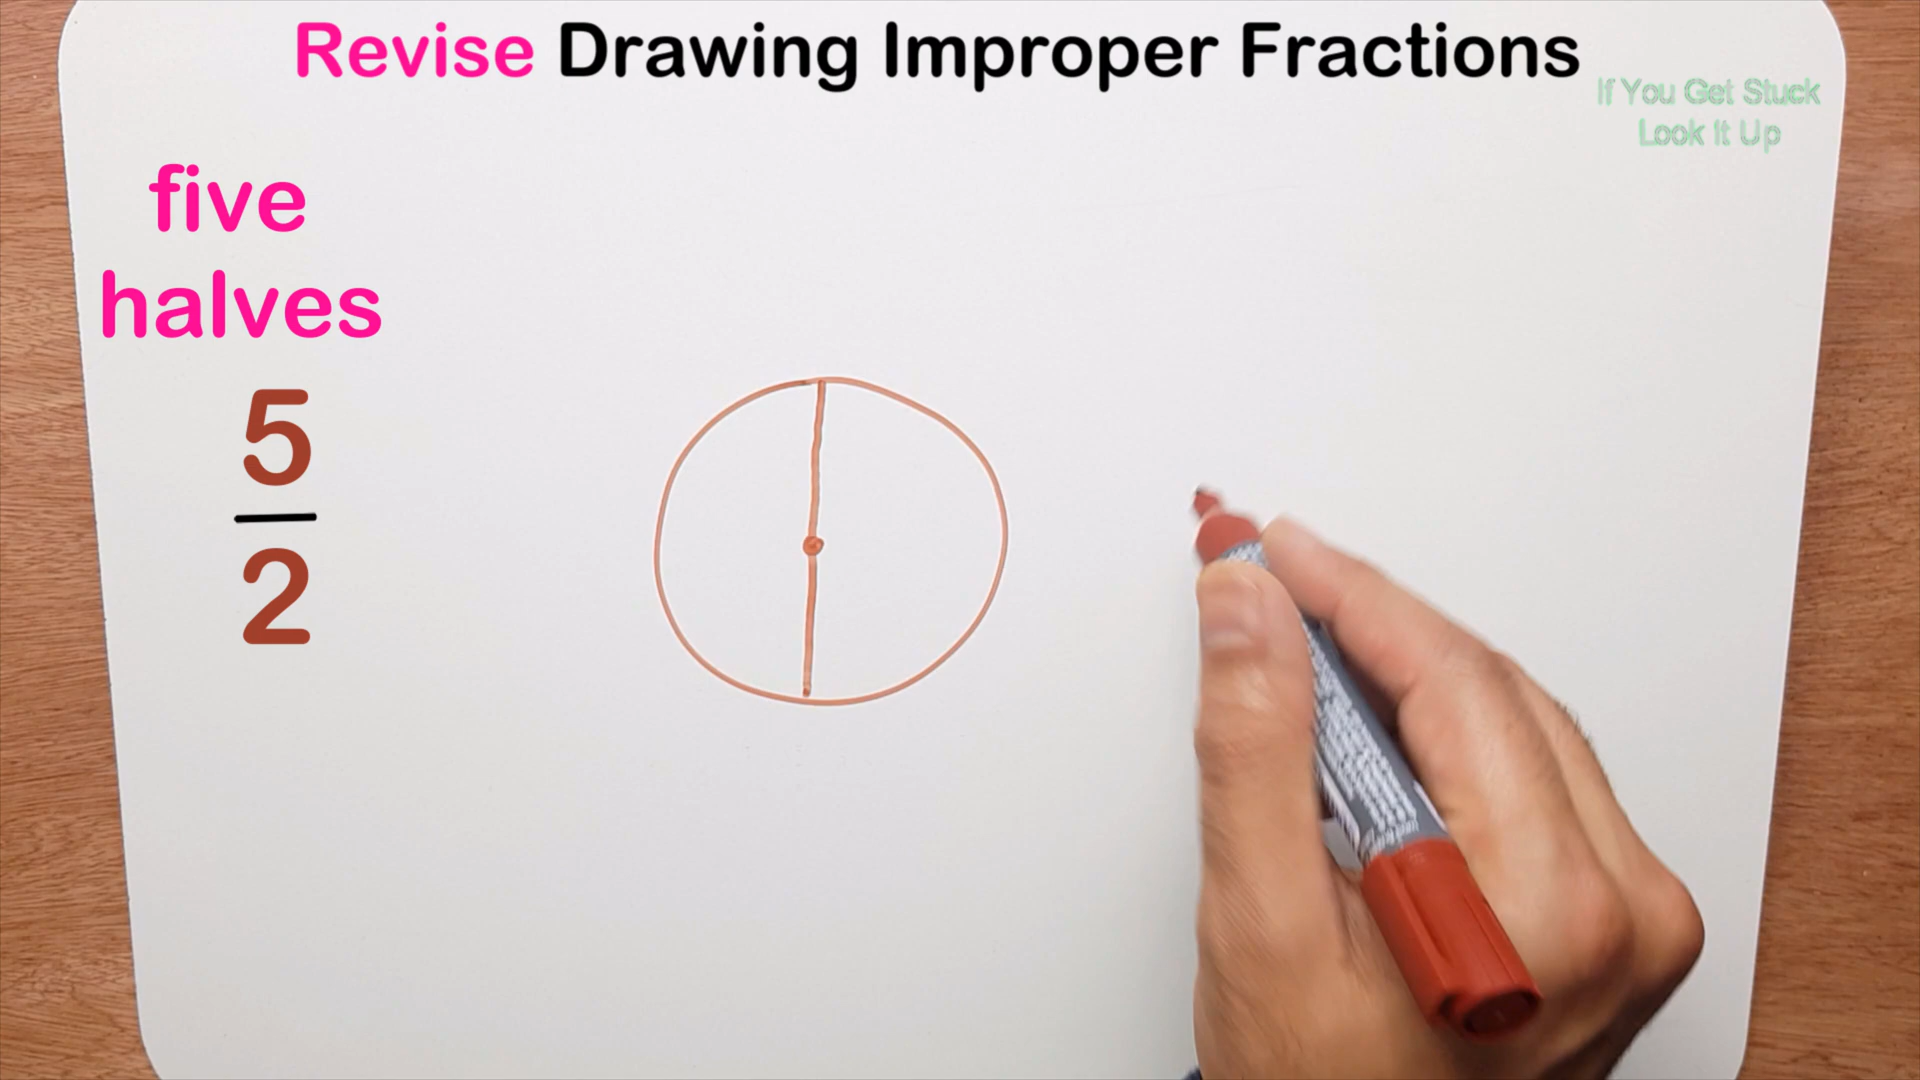 Revise Drawing Improper Fractions
If You Get Stuck
Look It Up
five
halves
5
2